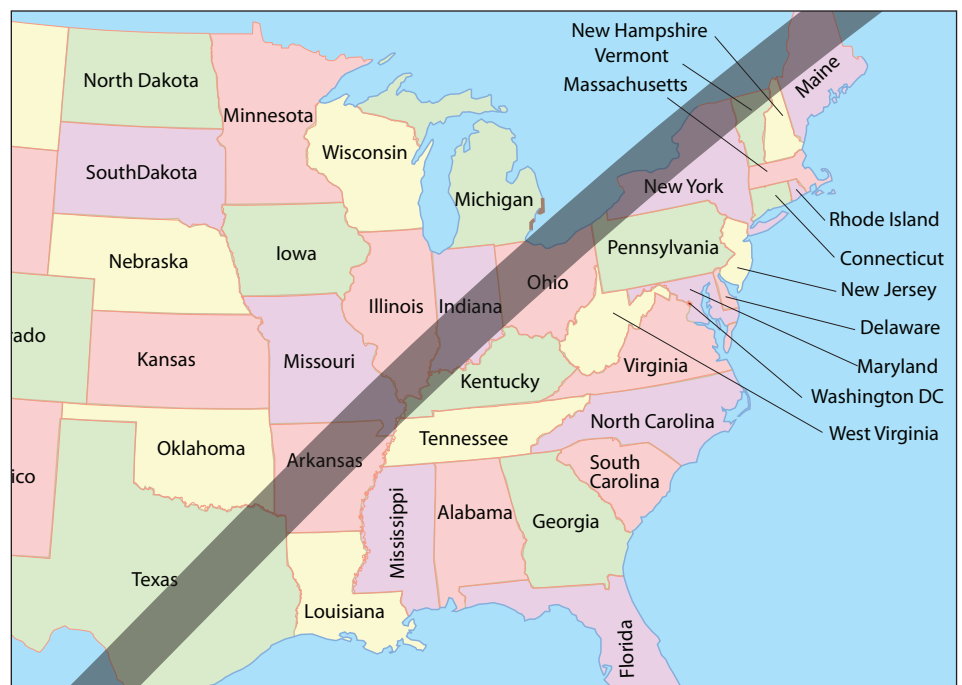 New Hampshire
Vermont
Massachusetts
Maine
North Dakota
Minnesota
Wisconsin
SouthDakota
Michigan
New York
Rhode Island
Iowa
Pennsylvania
Connecticut
Nebraska
Ohio
New Jersey
Illinois
Indiana
Delaware
rado
Kansas
Missouri
Virginia
Maryland
Kentucky
Washington DC
North Carolina
West Virginia
Oklahoma
Tennessee
Arkansas
South
Carolina
ico
Alabama
Georgia
Mississippi
Texas
Louisiana
Florida